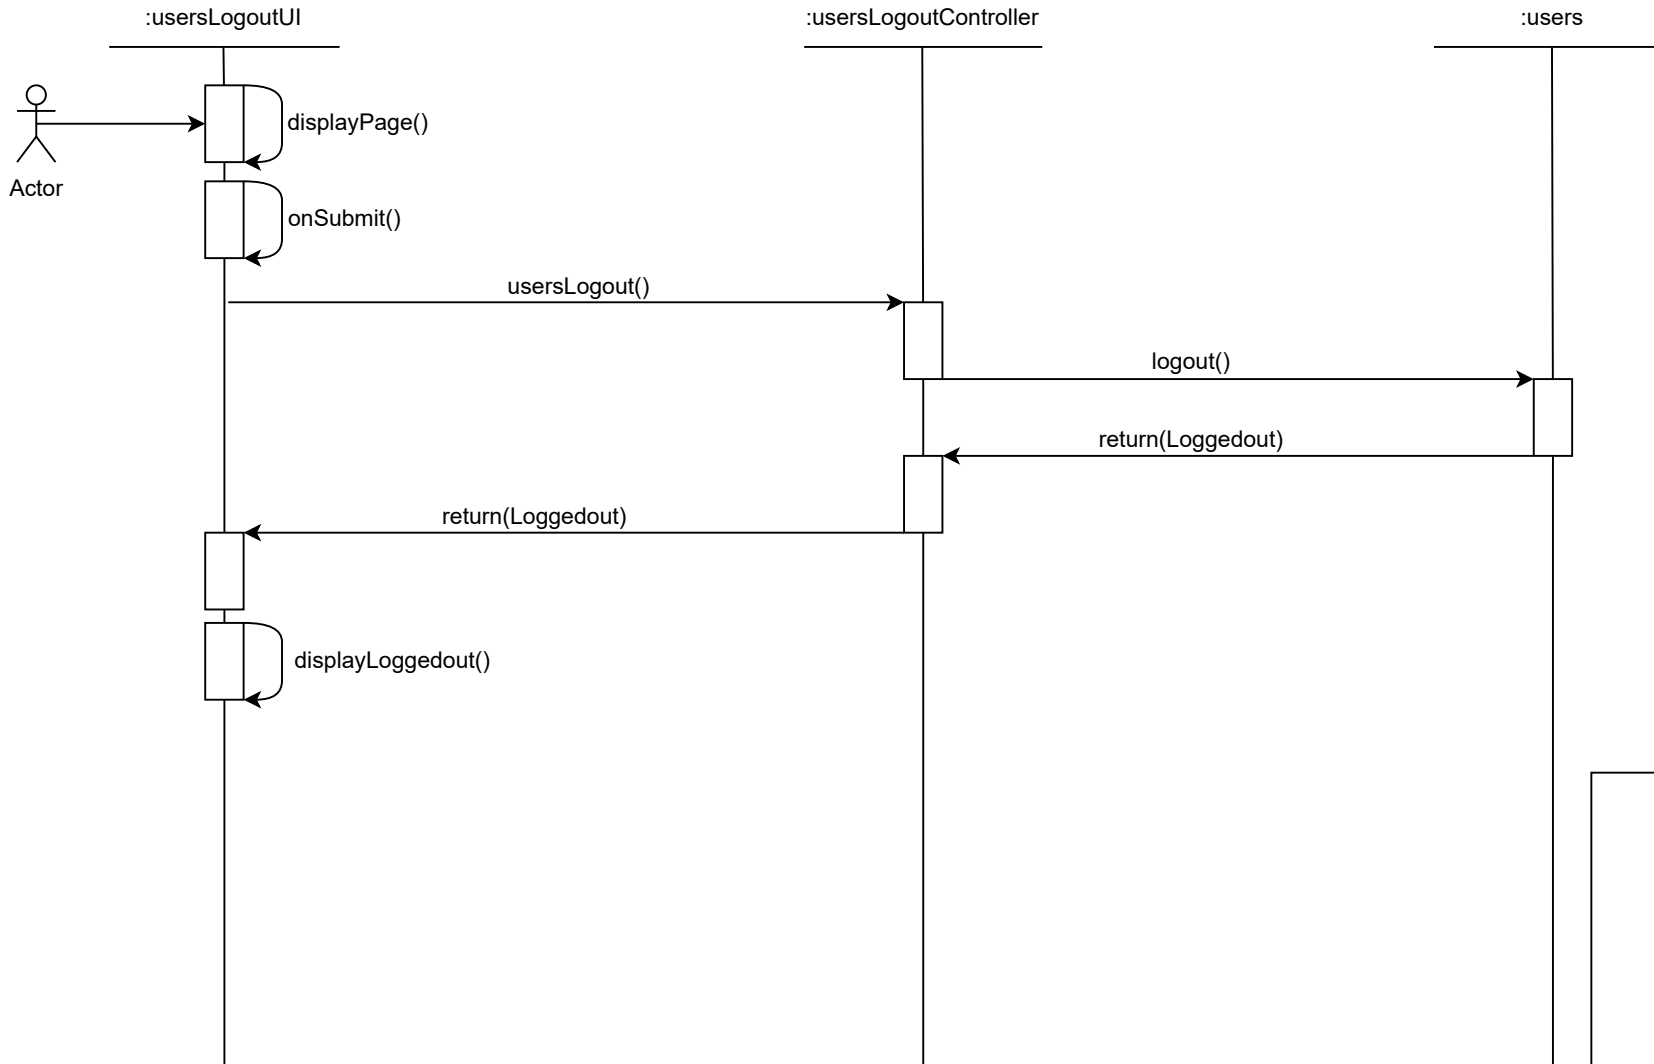 :usersLogoutUI
:usersLogoutController
:users
displayPage()
Actor
onSubmit()
usersLogout()
logout()
return(Loggedout)
return(Loggedout)
displayLoggedout()